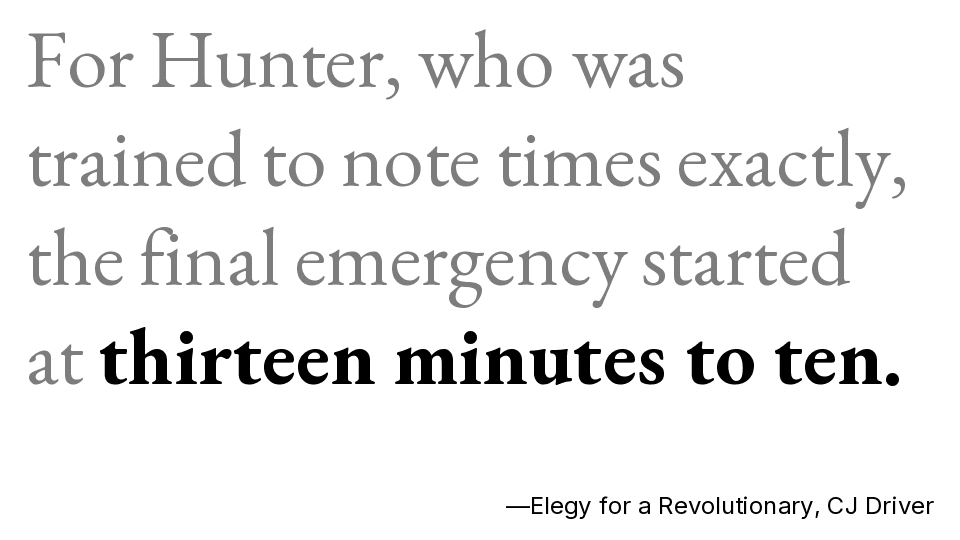 For Hunter, who was
trained to note times exactly,
the final emergency started
at thirteen minutes to ten.
—Elegy for a Revolutionary, CJ Driver